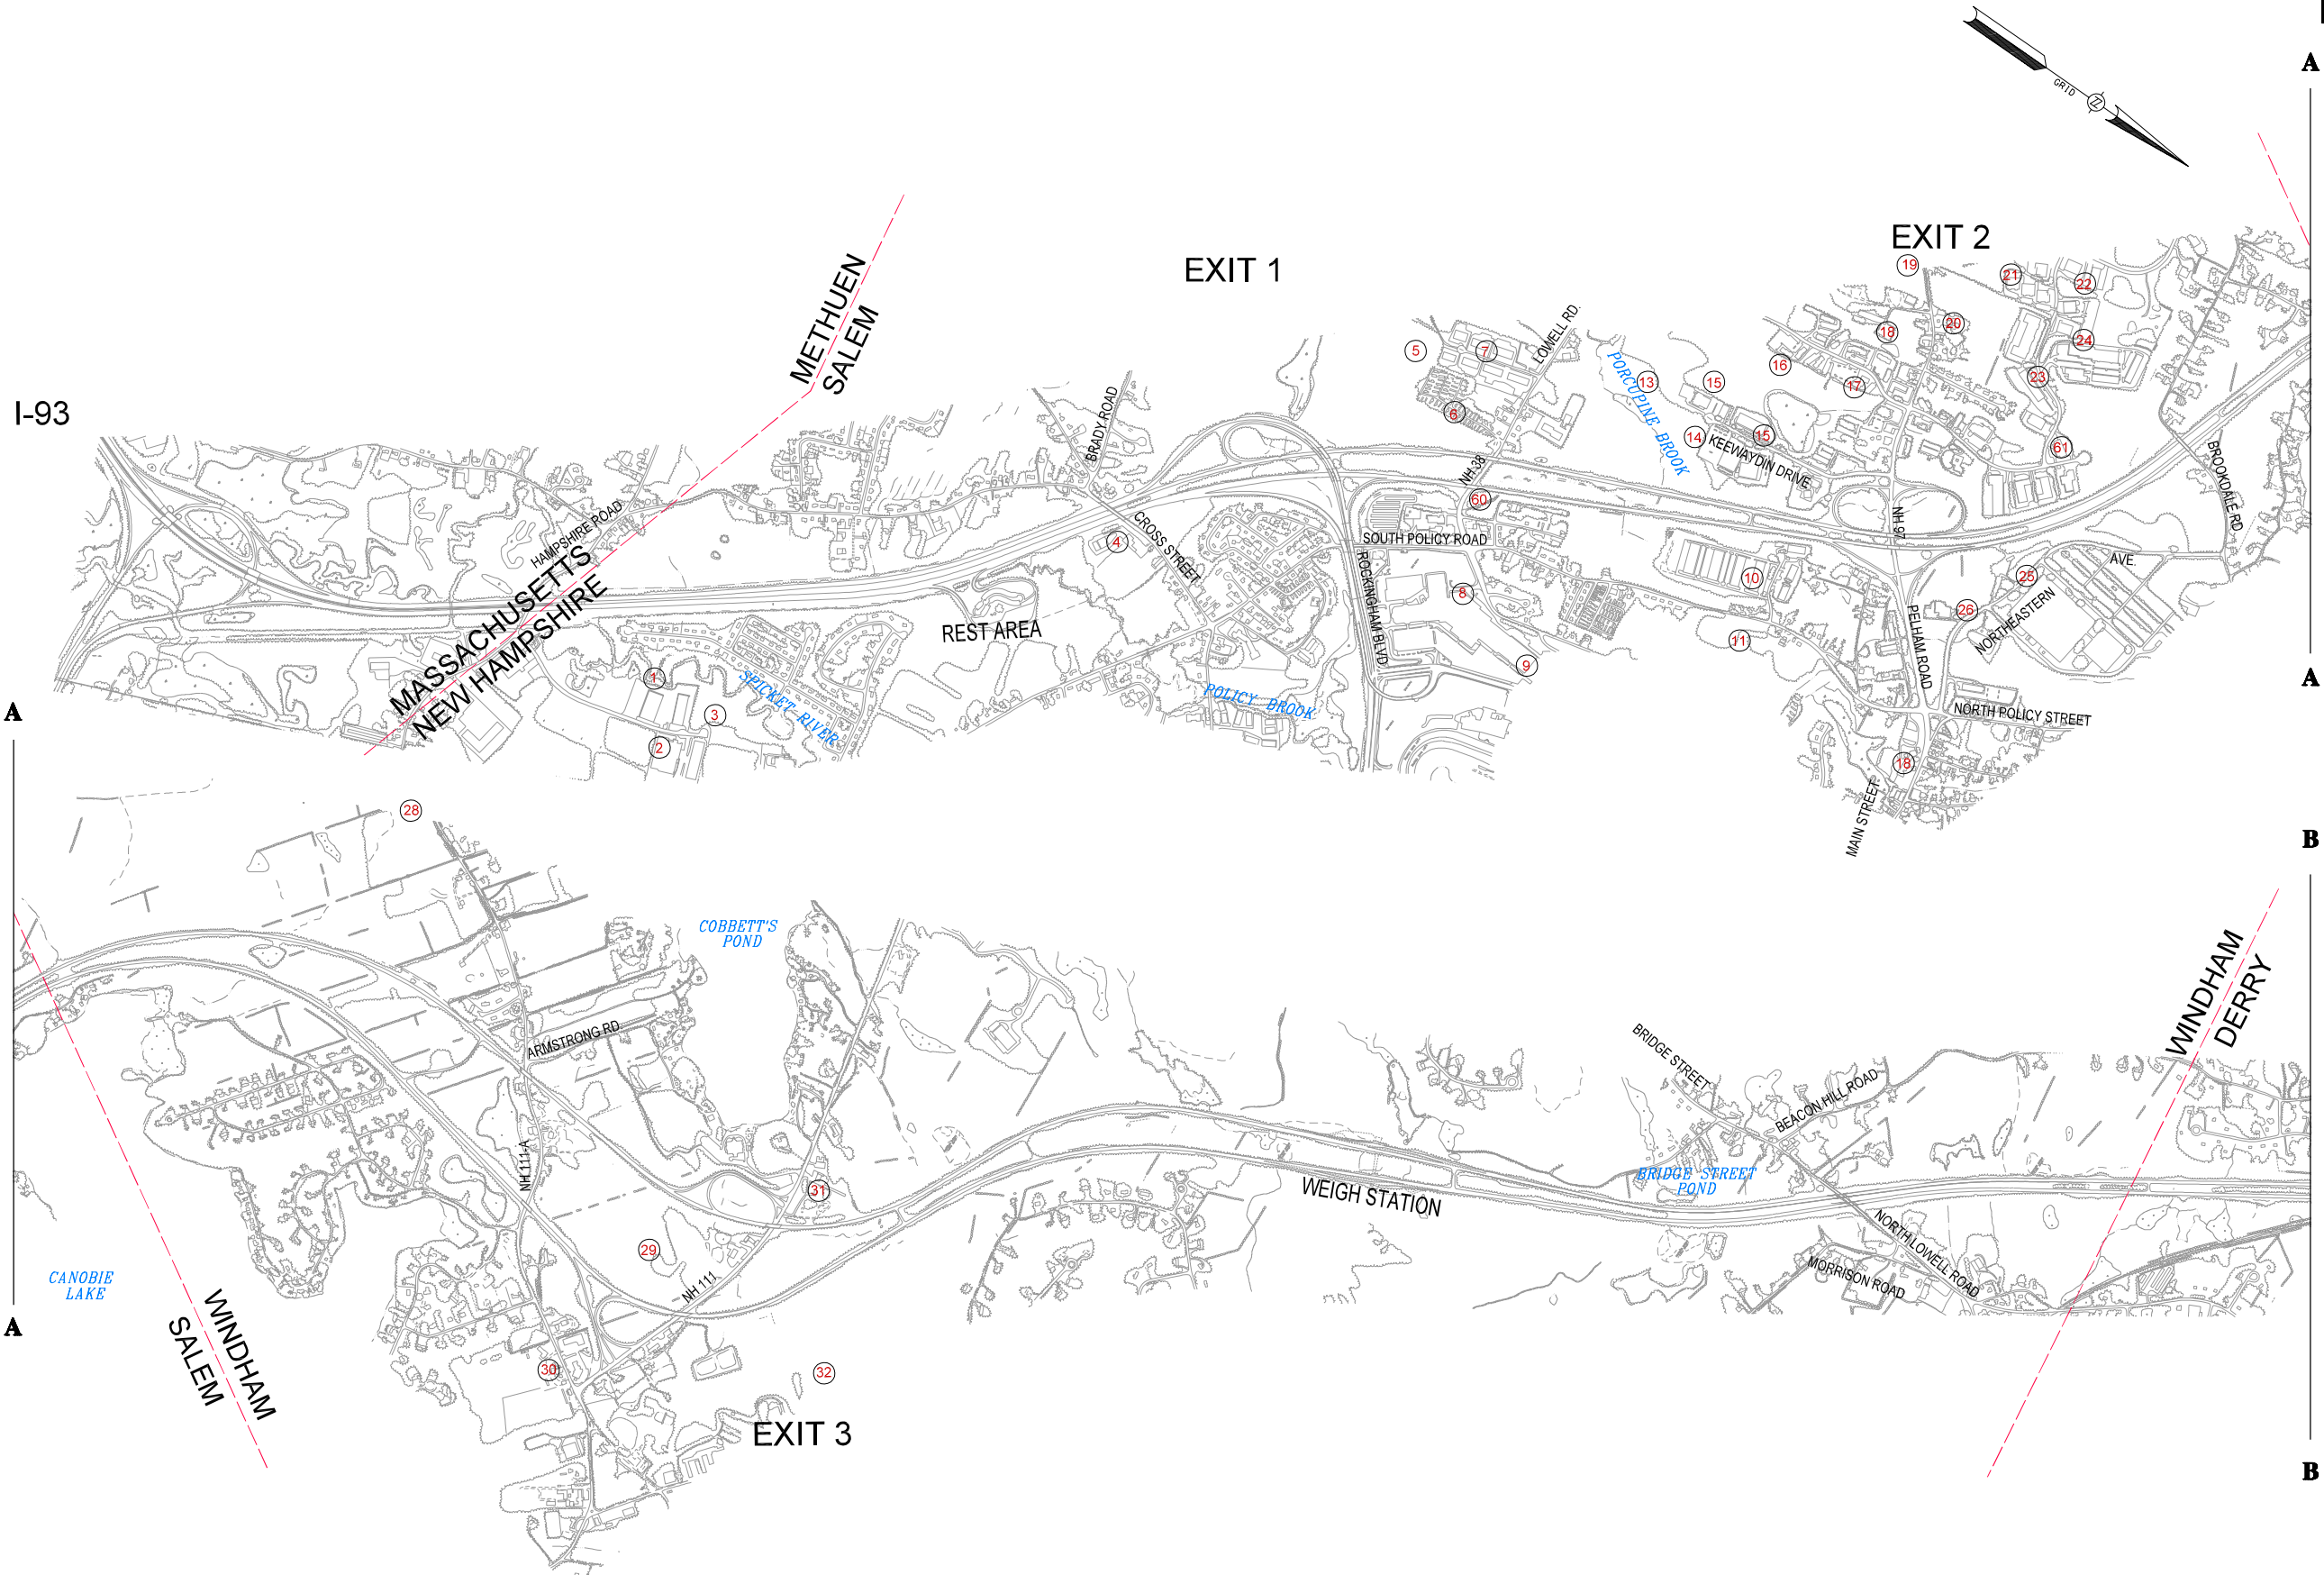 A
GRID
N
EXIT 2
19
21
22
EXIT 1
METHUEN
SALEM
20
18
24
5
7
LOWELL RD.
PORCUPINE BROOK
13
15
16
17
23
I-93
BRADY ROAD
6
14
15
KEEWAYDIN DRIVE
61
BROOKDALE RD
NH 38
60
NH 97
HAMPSHIRE ROAD
CROSS STREET
4
SOUTH POLICY ROAD
ROCKINGHAM BLVD
MASSACHUSETTS
NEW HAMPSHIRE
REST AREA
8
10
25
AVE.
NORTHEASTERN
26
PELHAM ROAD
11
9
1
SPICKET RIVER
POLICY BROOK
A
3
2
NORTH POLICY STREET
18
MAIN STREET
A
B
28
COBBETT'S
POND
WINDHAM
DERRY
ARMSTRONG RD.
BRIDGE STREET
BEACON HILL ROAD
NH 111-A
31
WEIGH STATION
BRIDGE STREET
POND
NORTH LOWELL ROAD
MORRISON ROAD
29
NH 111
CANOBIE
LAKE
WINDHAM
SALEM
A
30
32
EXIT 3
B